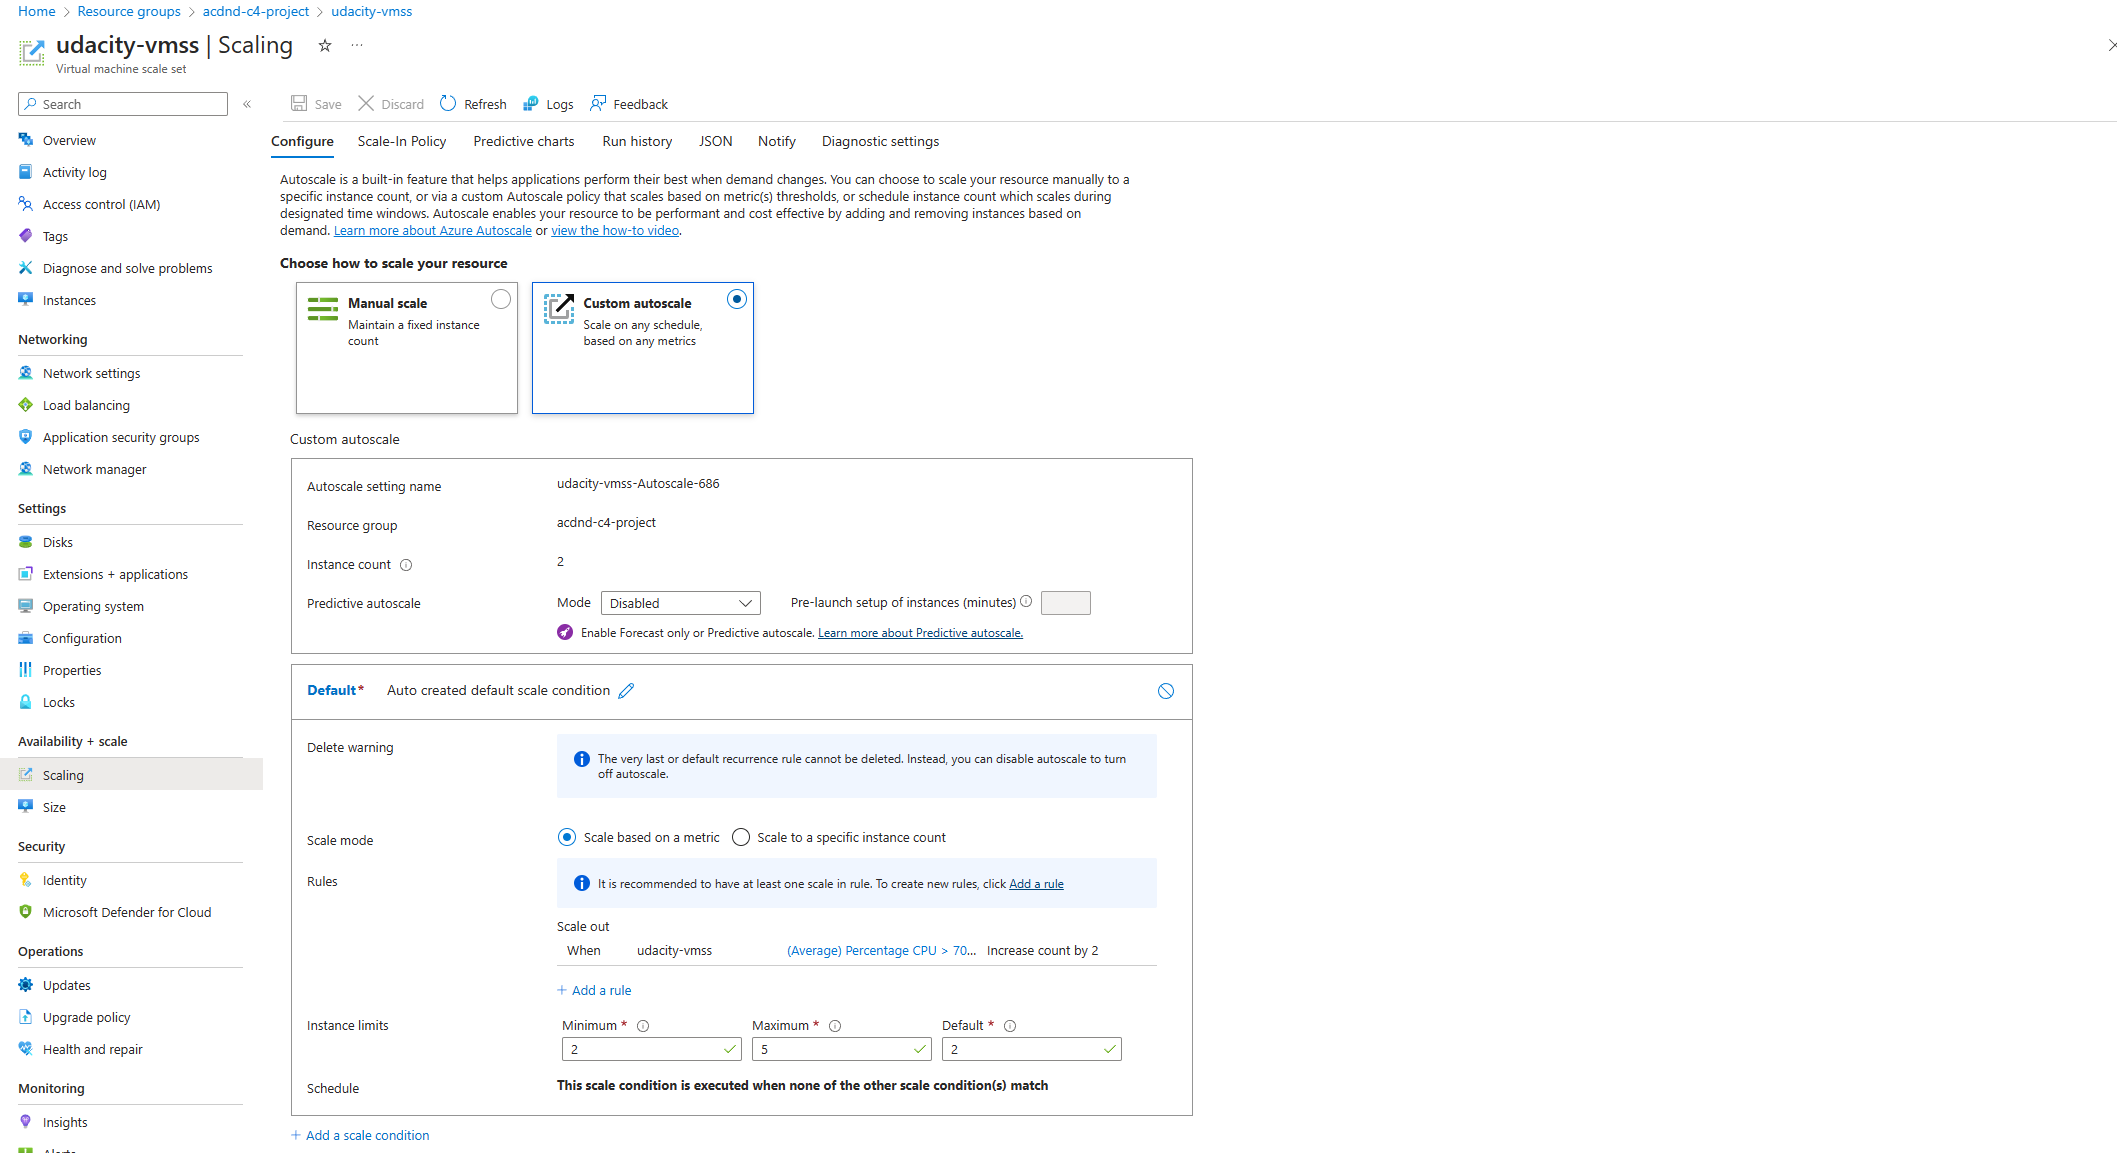 Home > Resource groups > acdnd-c4-project > udacity-vmss
udacity-vmss | Scaling
Virtual machine scale set
Search
Save Discard Refresh Logs Feedback
Overview
Activity log
Access control (IAM)
Tags
Diagnose and solve problems
Instances
Networking
Network settings
Load balancing
Application security groups
Network manager
Settings
Disks
Extensions + applications
Operating system
Configuration
Properties
Locks
Availability + scale
Scaling
Size
Security
Identity
Microsoft Defender for Cloud
Operations
Updates
Upgrade policy
Health and repair
Monitoring
Insights
Alerts
Configure Scale-In Policy Predictive charts Run history JSON Notify Diagnostic settings
Autoscale is a built-in feature that helps applications perform their best when demand changes. You can choose to scale your resource manually to a
specific instance count, or via a custom Autoscale policy that scales based on metric(s) thresholds, or schedule instance count which scales during
designated time windows. Autoscale enables your resource to be performant and cost effective by adding and removing instances based on
demand. Learn more about Azure Autoscale or view the how-to video.
Choose how to scale your resource
Manual scale
Maintain a fixed instance
count
Custom autoscale
Scale on any schedule,
based on any metrics
Custom autoscale
Autoscale setting name udacity-vmss-Autoscale-686
Resource group acdnd-c4-project
Instance count 2
Predictive autoscale Mode Disabled Pre-launch setup of instances (minutes)
Enable Forecast only or Predictive autoscale. Learn more about Predictive autoscale.
Default* Auto created default scale condition
Delete warning
The very last or default recurrence rule cannot be deleted. Instead, you can disable autoscale to turn
off autoscale.
Scale mode Scale based on a metric Scale to a specific instance count
Rules It is recommended to have at least one scale in rule. To create new rules, click Add a rule
Scale out
When udacity-vmss (Average) Percentage CPU > 70... Increase count by 2
+ Add a rule
Instance limits Minimum * Maximum * Default *
2 5 2
Schedule This scale condition is executed when none of the other scale condition(s) match
+ Add a scale condition